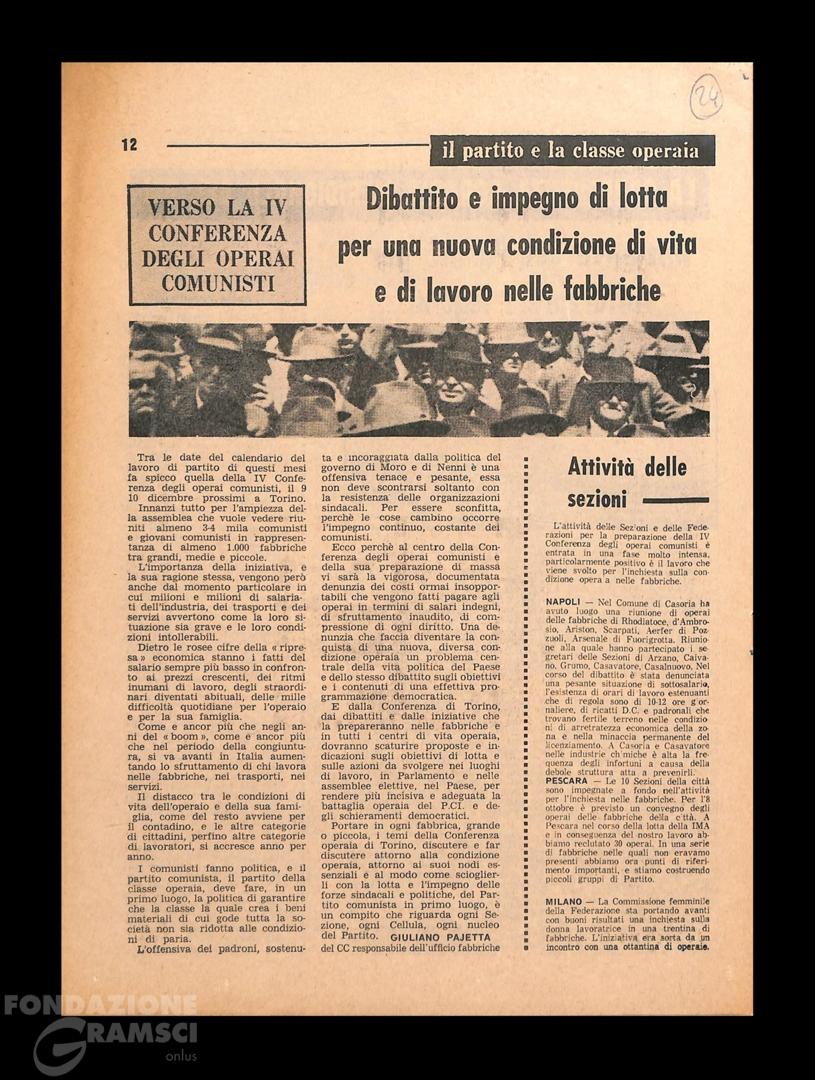 24
12
il partito e la classe operaia
VERSO LA IV
CONFERENZA
DEGLI OPERAI
COMUNISTI
Dibattito e impegno di lotta
per una nuova condizione di vita
e di lavoro nelle fabbriche
Tra le date del calendario del
lavoro di partito di questi mesi
fa spicco quella della IV Confe-
renza degli operai comunisti, il 9
10 dicembre prossimi a Torino.
Innanzi tutto per l'ampiezza del-
la assemblea che vuole vedere riu-
niti almeno 3-4 mila comunisti
e giovani comunisti in rappresen-
tanza di almeno 1.000 fabbriche
tra grandi, medie e piccole.
L'importanza della iniziativa, e
la sua ragione stessa, vengono però
anche dal momento particolare in
cui milioni e milioni di salaria-
ti dell'industria, dei trasporti e dei
servizi avvertono come la loro si-
tuazione sia grave e le loro condi-
zioni intollerabili.
Dietro le rosee cifre della « ripre-
sa » economica stanno i fatti del
salario sempre più basso in confron-
to ai prezzi crescenti, dei ritmi
inumani di lavoro, degli straordi-
nari diventati abituali, delle mille
difficoltà quotidiane per l'operaio
e per la sua famiglia.
Come e ancor più che negli an-
ni del « boom », come e ancor più
che nel periodo della congiuntu-
ra, si va avanti in Italia aumen-
tando lo sfruttamento di chi lavora
nelle fabbriche, nei trasporti, nei
servizi.
Il distacco tra le condizioni di
vita dell'operaio e della sua fami-
glia, come del resto avviene per
il contadino, e le altre categorie
di cittadini, perfino altre categorie
di lavoratori, si accresce anno per
anno.
I comunisti fanno politica, e il
partito comunista, il partito della
classe operaia, deve fare, in un
primo luogo, la politica di garantire
che la classe la quale crea i beni
materiali di cui gode tutta la so-
cietà non sia ridotta alle condizio-
ni di paria.
L'offensiva dei padroni, sostenu-
ta e incoraggiata dalla politica del
governo di Moro e di Nenni è una
offensiva tenace e pesante, essa
non deve scontrarsi soltanto con
la resistenza delle organizzazioni
sindacali. Per essere sconfitta,
perchè le cose cambino occorre
l'impegno continuo, costante dei
comunisti.
Ecco perchè al centro della Con-
ferenza degli operai comunisti e
della sua preparazione di massa
vi sarà la vigorosa, documentata
denunzia dei costi ormai insoppor-
tabili che vengono fatti pagare agli
operai in termini di salari indegni,
di sfruttamento inaudito, di com-
pressione di ogni diritto. Una de-
nunzia che faccia diventare la con-
quista di una nuova, diversa con-
dizione operaia un problema cen-
trale della vita politica del Paese
e dello stesso dibattito sugli obiettivi
e i contenuti di una effettiva pro-
grammazione democratica.
E dalla Conferenza di Torino,
dai dibattiti e dalle iniziative che
la prepareranno nelle fabbriche e
in tutti i centri di vita operaia,
dovranno scaturire proposte e in-
dicazioni sugli obiettivi di lotta e
sulle azioni da svolgere nei luoghi
di lavoro, in Parlamento e nelle
assemblee elettive, nel Paese, per
rendere più incisiva e adeguata la
battaglia operaia del P.CI. e de-
gli schieramenti democratici.
Portare in ogni fabbrica, grande
o piccola, i temi della Conferenza
operaia di Torino, discutere e far
discutere attorno alla condizione
operaia, attorno ai suoi nodi es-
senziali e al modo come scioglier-
li con la lotta e l'impegno delle
forze sindacali e politiche, del Par-
tito comunista in primo luogo, è
un compito che riguarda ogni Se-
zione, ogni Cellula, ogni nucleo
del Partito. GIULIANO PAJETTA
del CC responsabile dell'ufficio fabbriche
Attività delle
sezioni
L'attività delle Sezioni e delle Fede-
razioni per la preparazione della IV
Conferenza degli operai comunisti è
entrata in una fase molto intensa,
particolarmente positivo è il lavoro che
viene svolto per l'inchiesta sulla con-
dizione operaia nelle fabbriche.
NAPOLI — Nel Comune di Casoria ha
avuto luogo una riunione di operai
delle fabbriche di Rhodiatoce, d'Ambro-
sio, Ariston, Scarpati, Aerfer di Poz
zuoli, Arsenale di Fuorigrotta. Riunio-
ne alla quale hanno partecipato i se-
gretari delle Sezioni di Arzano, Caiva-
no, Grumo, Casavatore, Casalnuovo. Nel
corso del dibattito è stata denunciata
una pesante situazione di sottosalario,
l'esistenza di orari di lavoro estenuanti
che di regola sono di 10-12 ore gior-
naliere, di ricatti D.C. e padronali che
trovano fertile terreno nelle condizio
ni di arretratezza economica della zo-
na e nella minaccia permanente del
licenziamento. A Casoria e Casavatore
nelle industrie chimiche è alta la fre-
quenza degli infortuni a causa della
debole struttura atta a prevenirli.
PESCARA — Le 10 Sezioni della città
sono impegnate a fondo nell'attività
per l'inchiesta nelle fabbriche. Per l'8
ottobre è previsto un convegno degli
operai delle fabbriche della città. A
Pescara nel corso della lotta della IMA
e in conseguenza del nostro lavoro ab-
biamo reclutato 30 operai. In una serie
di fabbriche nelle quali non eravamo
presenti abbiamo ora punti di riferi-
mento importanti, e stiamo costruendo
piccoli gruppi di Partito.
MILANO — La Commissione femminile
della Federazione sta portando avanti
con buoni risultati una inchiesta sulla
donna lavoratrice in una trentina di
fabbriche. L'iniziativa era sorta da un
incontro con una ottantina di operaie.
FONDAZIONE
GRAMSCI
onlus